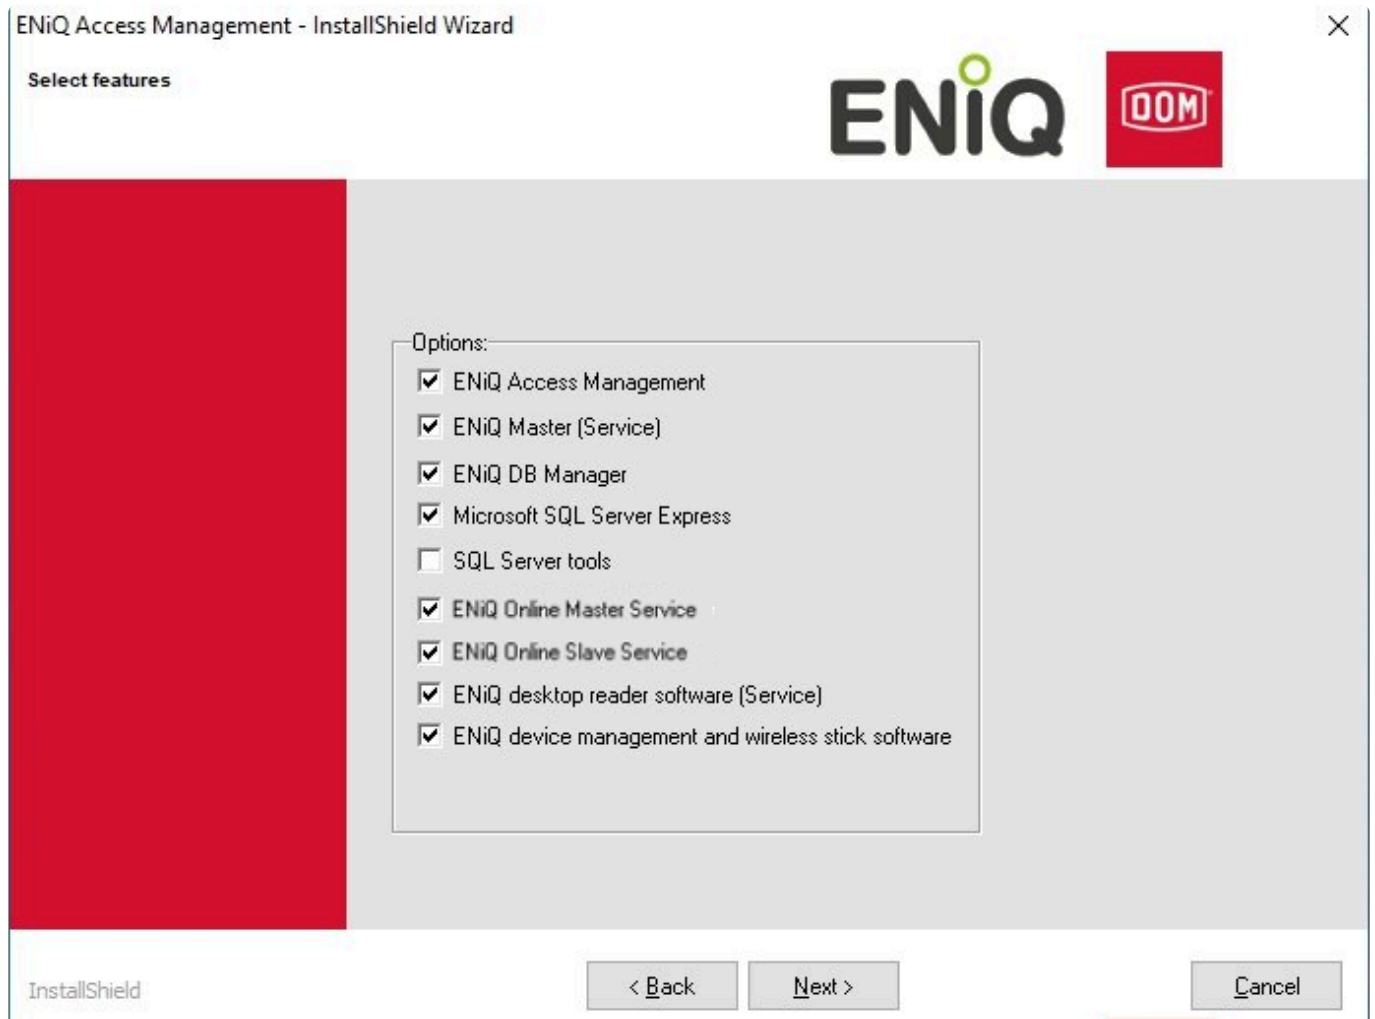 ENiQ Access Management - InstallShield Wizard
Select features
ENiQ
DOM
Options:
ENiQ Access Management
ENiQ Master (Service)
ENiQ DB Manager
Microsoft SQL Server Express
SQL Server tools
ENiQ Online Master Service
ENiQ Online Slave Service
ENiQ desktop reader software (Service)
ENiQ device management and wireless stick software
InstallShield
< Back
Next >
Cancel